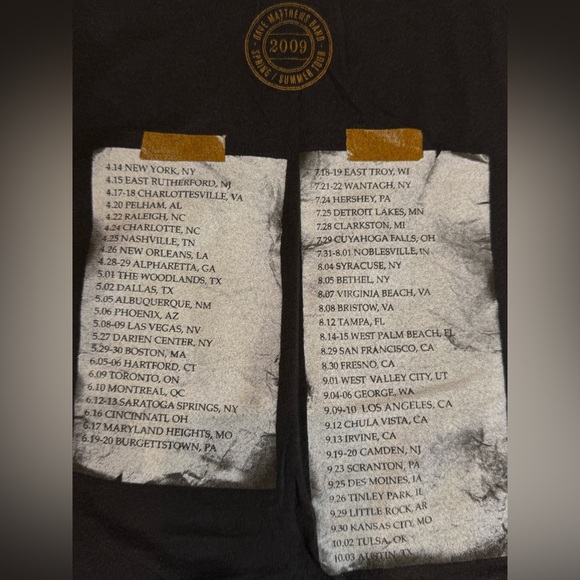 DAVE MATTHEWS BAND
2009
SPRING / SUMMER TOUR
4.14 NEW YORK, NY
4.15 EAST RUTHERFORD, NJ
4.17-18 CHARLOTTESVILLE, VA
4.20 PELHAM, AL
4.22 RALEIGH, NC
4.24 CHARLOTTE, NC
4.25 NASHVILLE, TN
4.26 NEW ORLEANS, LA
4.28-29 ALPHARETTA, GA
5.01 THE WOODLANDS, TX
5.02 DALLAS, TX
5.05 ALBUQUERQUE, NM
5.06 PHOENIX, AZ
5.08-09 LAS VEGAS, NV
5.27 DARIEN CENTER, NY
5.29-30 BOSTON, MA
6.05-06 HARTFORD, CT
6.09 TORONTO, ON
6.10 MONTREAL, QC
6.12-13 SARATOGA SPRINGS, NY
6.16 CINCINNATI, OH
6.17 MARYLAND HEIGHTS, MO
6.19-20 BURGETTSTOWN, PA
7.18-19 EAST TROY, WI
7.21-22 WANTAGH, NY
7.24 HERSHEY, PA
7.25 DETROIT LAKES, MN
7.28 CLARKSTON, MI
7.29 CUYAHOGA FALLS, OH
7.31-8.01 NOBLESVILLE, IN
8.04 SYRACUSE, NY
8.05 BETHEL, NY
8.07 VIRGINIA BEACH, VA
8.08 BRISTOW, VA
8.12 TAMPA, FL
8.14-15 WEST PALM BEACH, FL
8.29 SAN FRANCISCO, CA
8.30 FRESNO, CA
9.01 WEST VALLEY CITY, UT
9.04-06 GEORGE, WA
9.09-10 LOS ANGELES, CA
9.12 CHULA VISTA, CA
9.13 IRVINE, CA
9.19-20 CAMDEN, NJ
9.23 SCRANTON, PA
9.25 DES MOINES, IA
9.26 TINLEY PARK, IL
9.29 LITTLE ROCK, AR
9.30 KANSAS CITY, MO
10.02 TULSA, OK
10.03 AUSTIN, TX